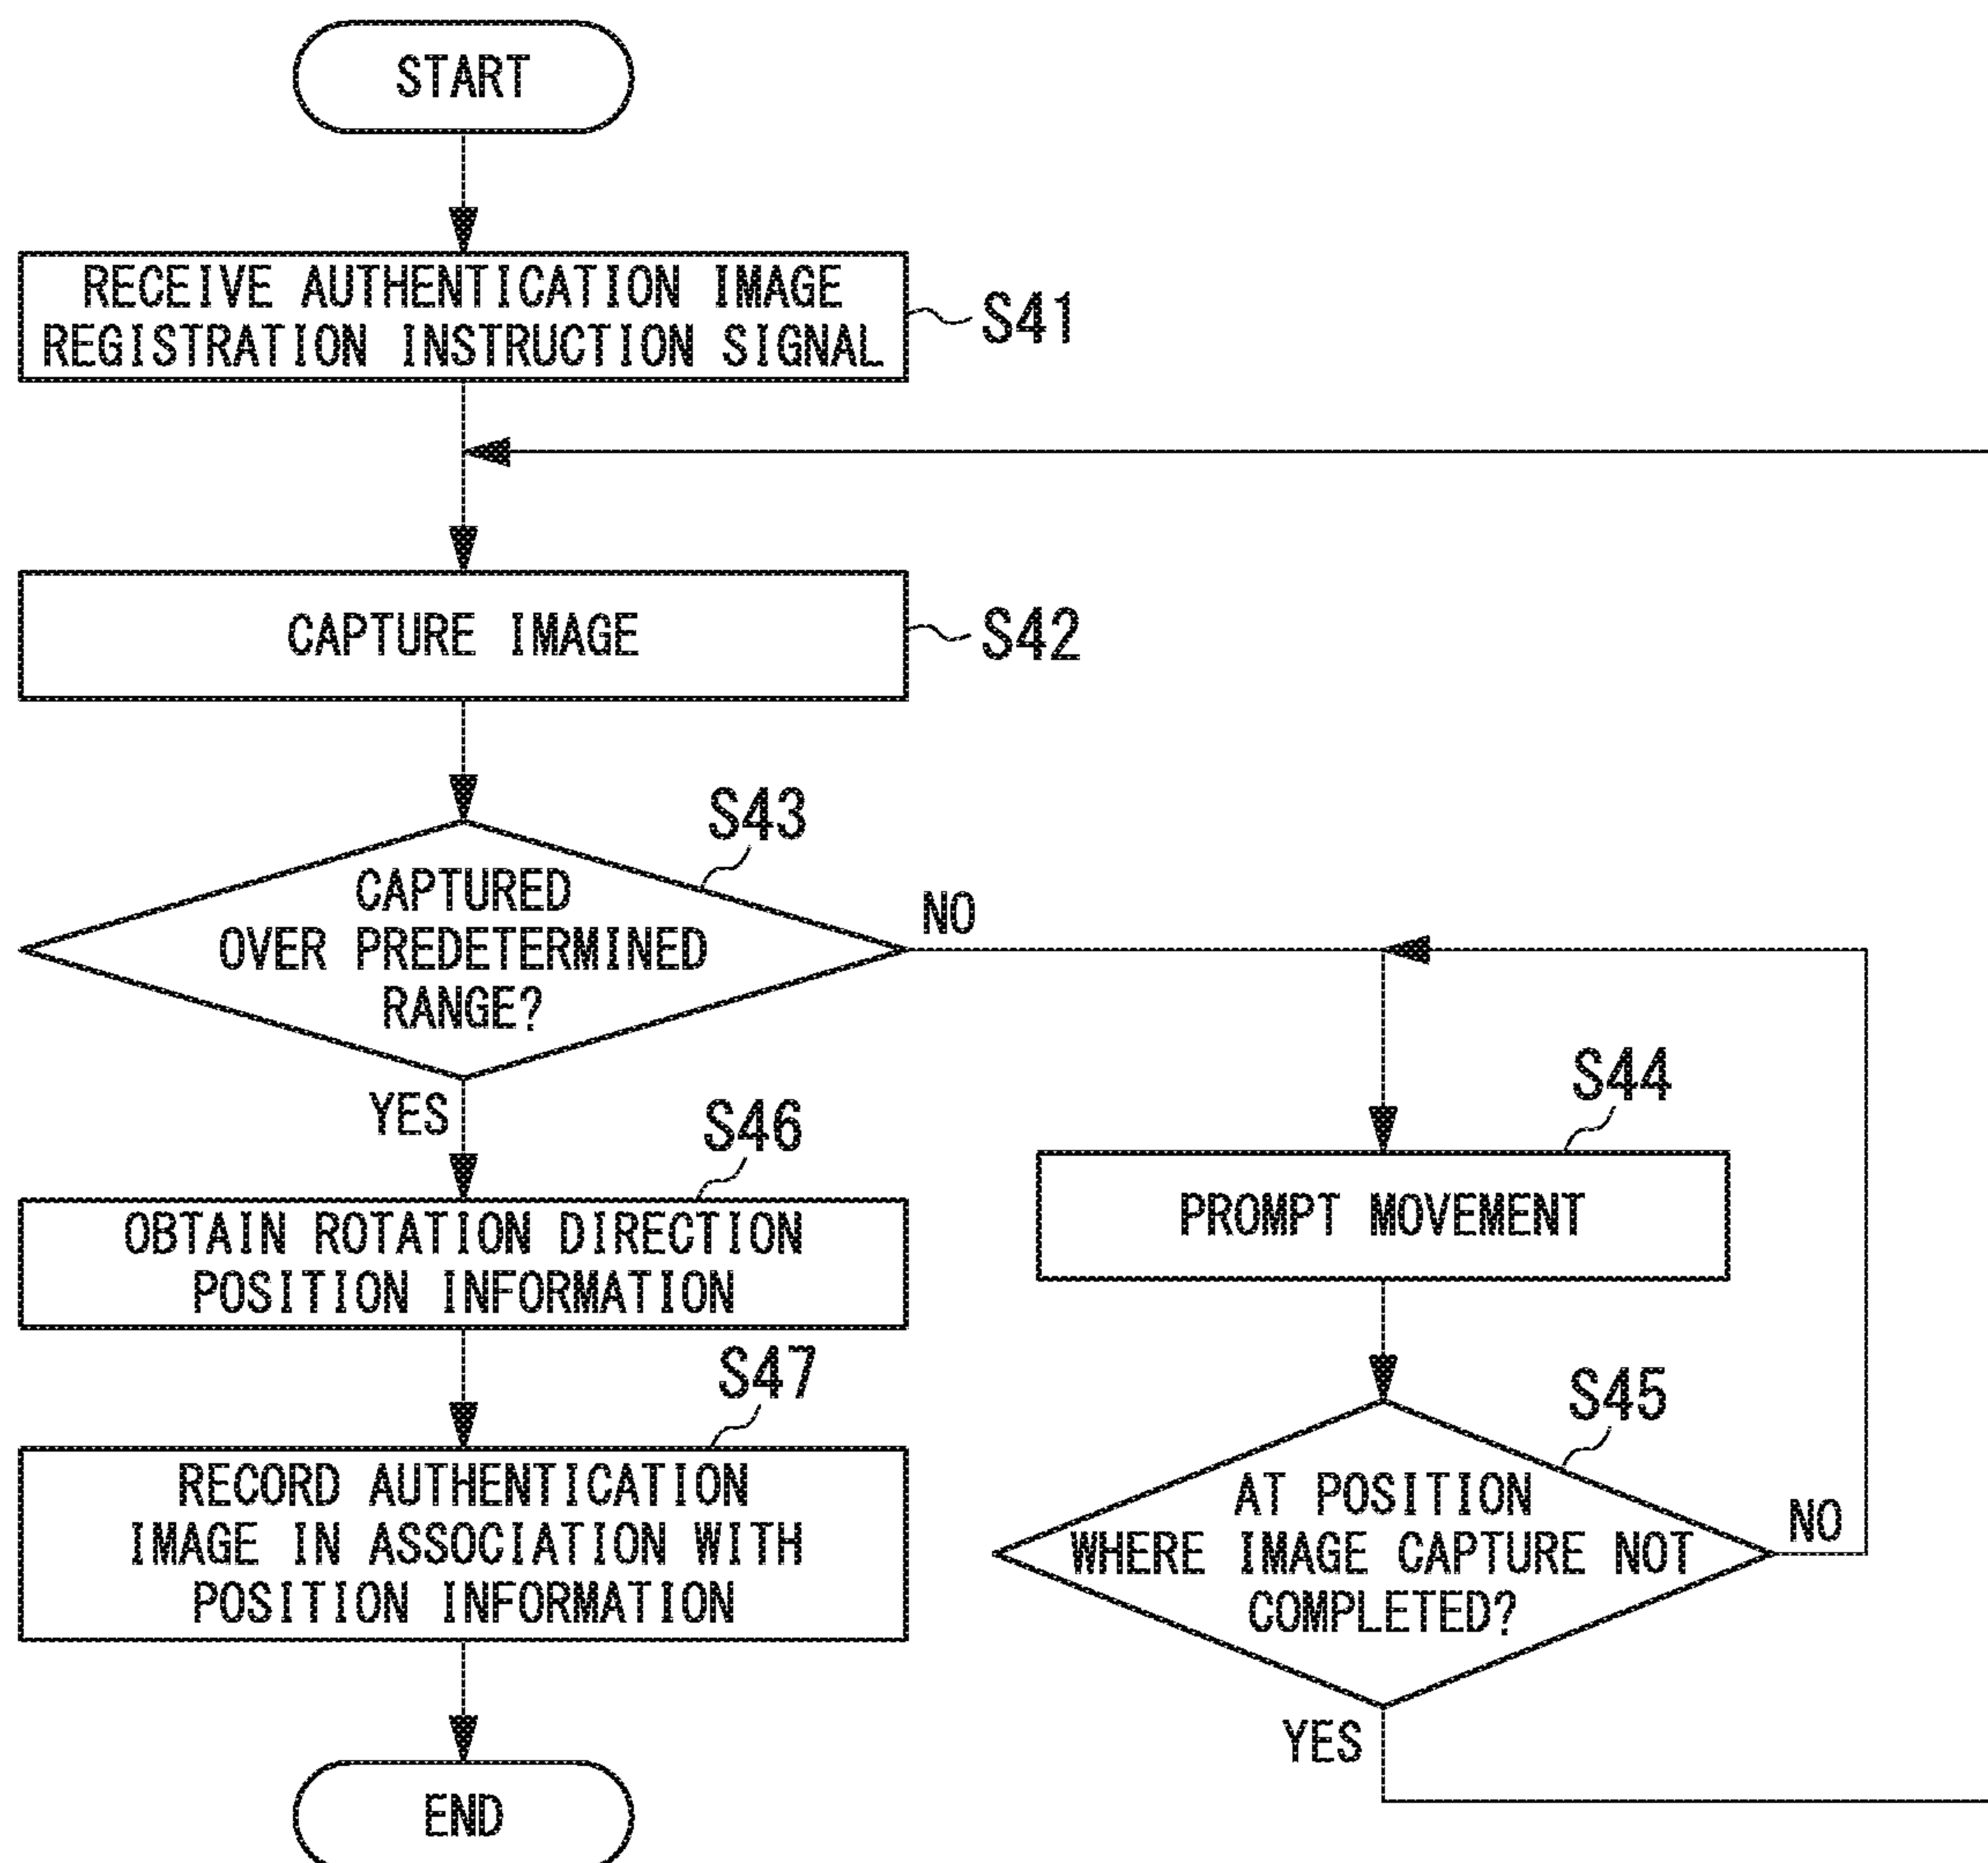 START
RECEIVE AUTHENTICATION IMAGE
REGISTRATION INSTRUCTION SIGNAL
S41
CAPTURE IMAGE
S42
S43
CAPTURED
OVER PREDETERMINED
RANGE?
NO
YES
S44
PROMPT MOVEMENT
S45
AT POSITION
WHERE IMAGE CAPTURE NOT
COMPLETED?
NO
YES
S46
OBTAIN ROTATION DIRECTION
POSITION INFORMATION
S47
RECORD AUTHENTICATION
IMAGE IN ASSOCIATION WITH
POSITION INFORMATION
END